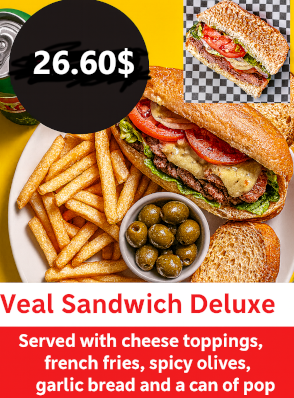 26.60$
Veal Sandwich Deluxe
Served with cheese toppings,
french fries, spicy olives,
garlic bread and a can of pop